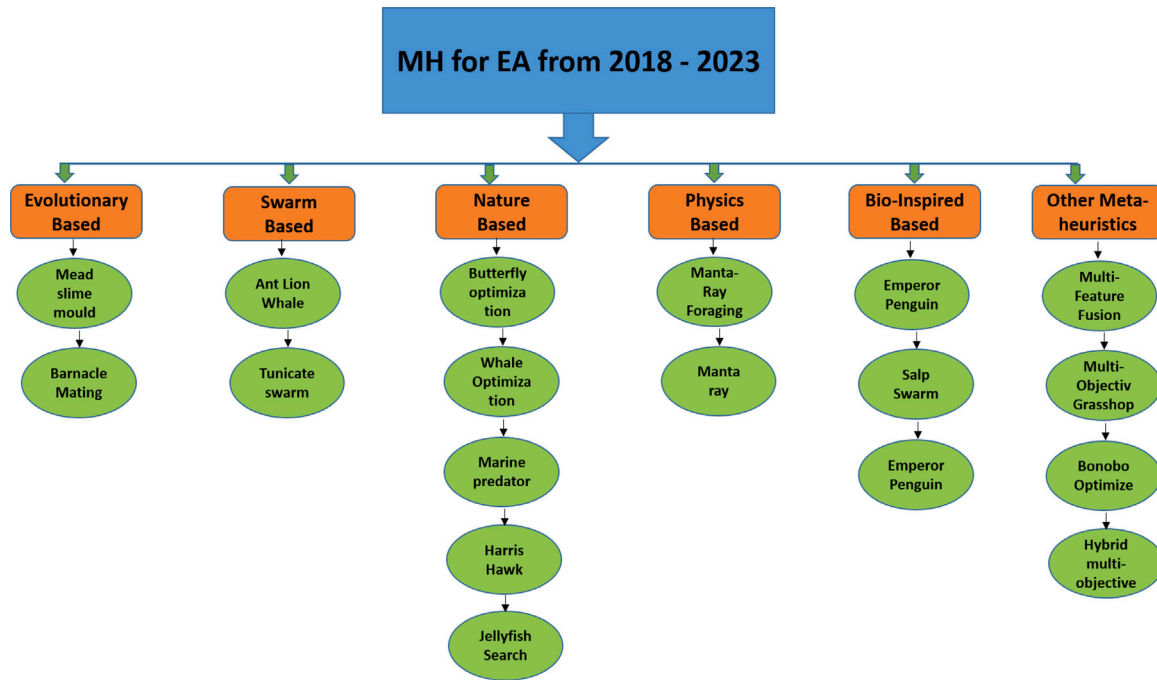 MH for EA from 2018 - 2023
Evolutionary
Based
Mead
slime
mould
Barnacle
Mating
Swarm
Based
Ant Lion
Whale
Tunicate
swarm
Nature
Based
Butterfly
optimiza
tion
Whale
Optimiza
tion
Marine
predator
Harris
Hawk
Jellyfish
Search
Physics
Based
Manta-
Ray
Foraging
Manta
ray
Bio-Inspired
Based
Emperor
Penguin
Salp
Swarm
Emperor
Penguin
Other Meta-
heuristics
Multi-
Feature
Fusion
Multi-
Objectiv
Grasshop
Bonobo
Optimize
Hybrid
multi-
objective